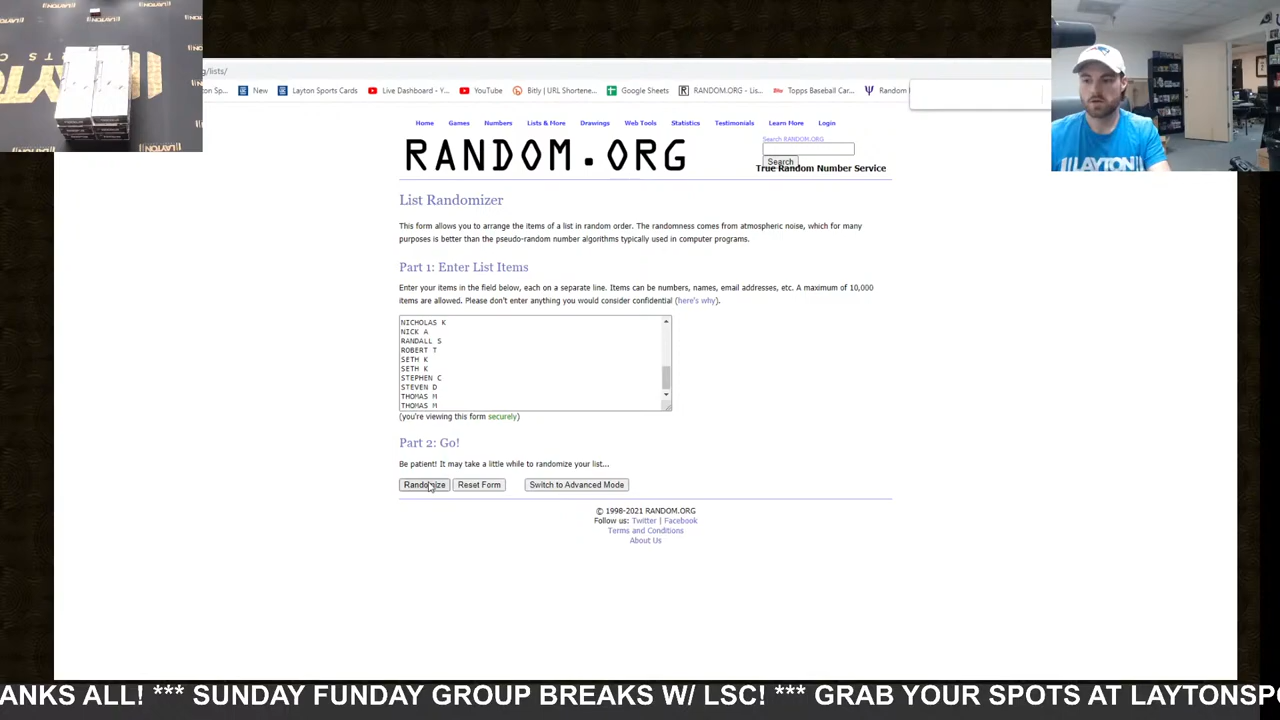 g/lists/
on Sp... New Layton Sports Cards Live Dashboard - Y... YouTube Bitly | URL Shortene... Google Sheets RANDOM.ORG - Lis... Topps Baseball Car... Random
Home Games Numbers Lists & More Drawings Web Tools Statistics Testimonials Learn More Login
RANDOM.ORG
Search RANDOM.ORG
Search
True Random Number Service
List Randomizer
This form allows you to arrange the items of a list in random order. The randomness comes from atmospheric noise, which for many
purposes is better than the pseudo-random number algorithms typically used in computer programs.
Part 1: Enter List Items
Enter your items in the field below, each on a separate line. Items can be numbers, names, email addresses, etc. A maximum of 10,000
items are allowed. Please don't enter anything you would consider confidential (here's why).
NICHOLAS K
NICK A
RANDALL S
ROBERT T
SETH K
SETH K
STEPHEN C
STEVEN D
THOMAS M
THOMAS M
(you're viewing this form securely)
Part 2: Go!
Be patient! It may take a little while to randomize your list...
Randomize Reset Form Switch to Advanced Mode
© 1998-2021 RANDOM.ORG
Follow us: Twitter | Facebook
Terms and Conditions
About Us
LAYTON
ANKS ALL! *** SUNDAY FUNDAY GROUP BREAKS W/ LSC! *** GRAB YOUR SPOTS AT LAYTONSPO